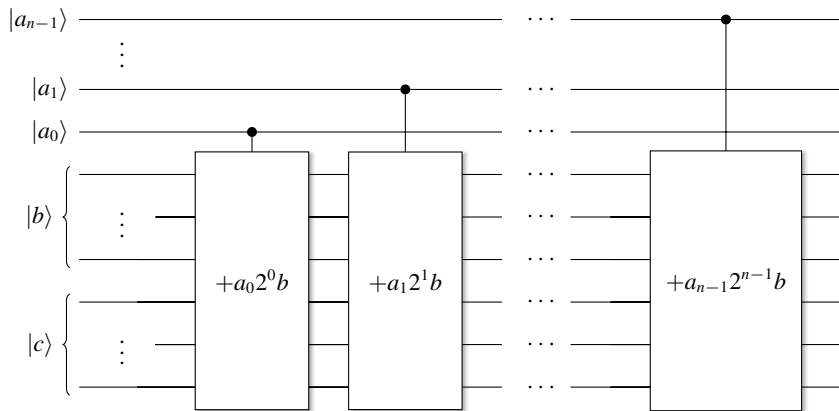 |a_{n−1}⟩ ⋯
⋮
|a_1⟩ ⋯
|a_0⟩ ⋯
|b⟩ ⋮ ⋯
+a_0 2^0 b +a_1 2^1 b +a_{n−1} 2^{n−1} b
|c⟩ ⋮ ⋯